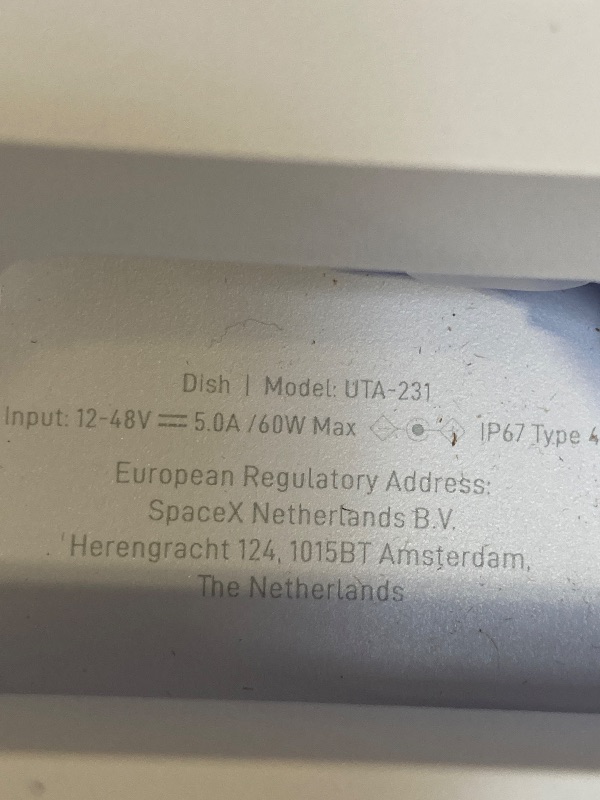 Dish | Model: UTA-231
Input: 12-48V ⎓ 5.0A /60W Max IP67 Type 4
European Regulatory Address:
SpaceX Netherlands B.V.
Herengracht 124, 1015BT Amsterdam,
The Netherlands